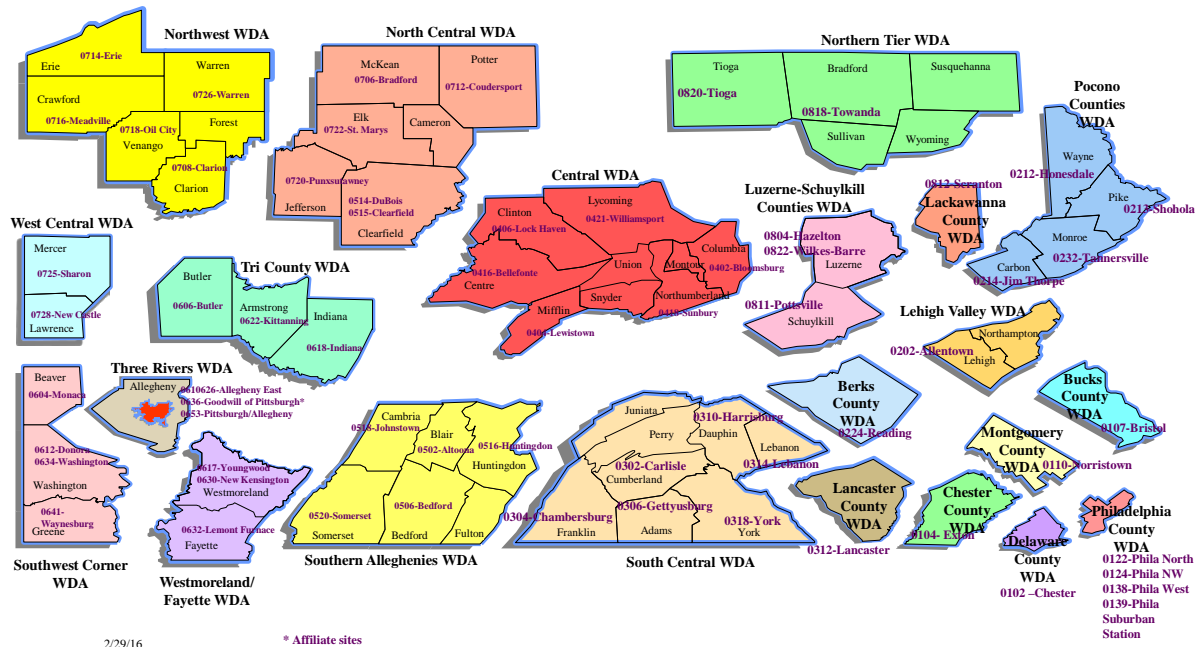 Northwest WDA
0714-Erie
Erie
Warren
0726-Warren
Crawford
0716-Meadville
0718-Oil City
Forest
Venango
0708-Clarion
Clarion
North Central WDA
McKean
0706-Bradford
Potter
0712-Coudersport
Elk
0722-St. Marys
Cameron
0720-Punxsutawney
Jefferson
0514-DuBois
0515-Clearfield
Clearfield
Northern Tier WDA
Tioga
0820-Tioga
Bradford
Susquehanna
0818-Towanda
Sullivan
Wyoming
Pocono
Counties
WDA
Wayne
0212-Honesdale
Pike
0213-Shohola
Monroe
0232-Tannersville
Carbon
0214-Jim Thorpe
Central WDA
Clinton
0406-Lock Haven
Lycoming
0421-Williamsport
Columbia
0402-Bloomsburg
Montour
Union
0416-Bellefonte
Centre
Snyder
Northumberland
0418-Sunbury
Mifflin
0404-Lewistown
Luzerne-Schuylkill
Counties WDA
0804-Hazelton
0822-Wilkes-Barre
Luzerne
0811-Pottsville
Schuylkill
0812-Scranton
Lackawanna
County
WDA
West Central WDA
Mercer
0725-Sharon
0728-New Castle
Lawrence
Tri County WDA
Butler
0606-Butler
Armstrong
0622-Kittanning
Indiana
0618-Indiana
Lehigh Valley WDA
Northampton
0202-Allentown
Lehigh
Three Rivers WDA
Allegheny
0610626-Allegheny East
0636-Goodwill of Pittsburgh*
0653-Pittsburgh/Allegheny
Beaver
0604-Monaca
0612-Donora
0634-Washington
Washington
0641-
Waynesburg
Greene
Southwest Corner
WDA
0617-Youngwood
0630-New Kensington
Westmoreland
0632-Lemont Furnace
Fayette
Westmoreland/
Fayette WDA
Cambria
0518-Johnstown
Blair
0502-Altoona
0516-Huntingdon
Huntingdon
0520-Somerset
Somerset
0506-Bedford
Bedford
Fulton
Southern Alleghenies WDA
Juniata
0310-Harrisburg
Perry
Dauphin
Lebanon
0314-Lebanon
0302-Carlisle
Cumberland
0306-Gettyusburg
0304-Chambersburg
Franklin
Adams
0318-York
York
South Central WDA
Berks
County
WDA
0224-Reading
Bucks
County
WDA
0107-Bristol
Montgomery
County
WDA
0110-Norristown
Lancaster
County
WDA
0312-Lancaster
Chester
County
WDA
0104- Exton
Delaware
County
WDA
0102 –Chester
Philadelphia
County
WDA
0122-Phila North
0124-Phila NW
0138-Phila West
0139-Phila
Suburban
Station
2/29/16
* Affiliate sites